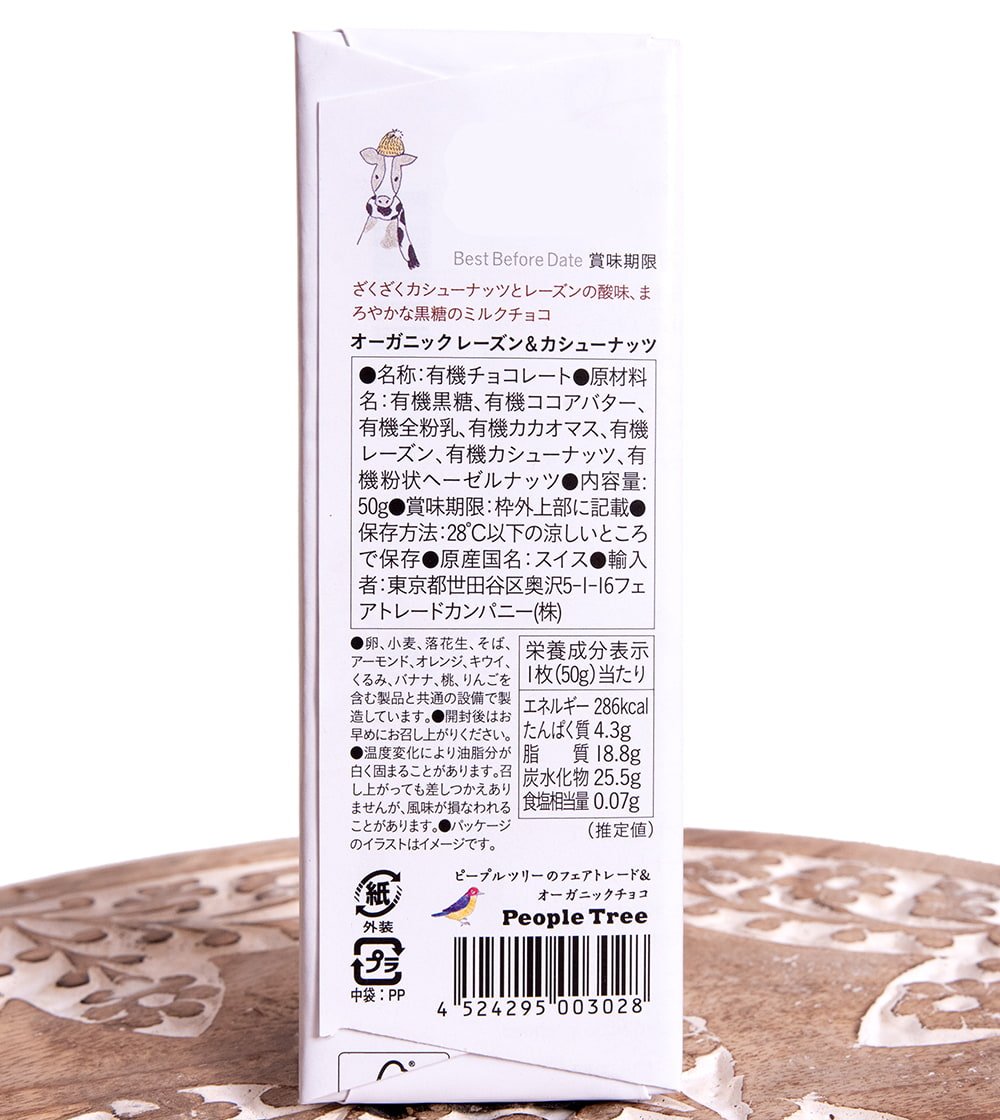 Best Before Date 賞味期限
ざくざくカシューナッツとレーズンの酸味、ま
ろやかな黒糖のミルクチョコ
オーガニック レーズン&カシューナッツ
●名称:有機チョコレート●原材料
名:有機黒糖、有機ココアバター、
有機全粉乳、有機カカオマス、有機
レーズン、有機カシューナッツ、有
機粉状ヘーゼルナッツ●内容量:
50g●賞味期限:枠外上部に記載●
保存方法:28℃以下の涼しいところ
で保存●原産国名:スイス●輸入
者:東京都世田谷区奥沢5-1-16フェ
アトレードカンパニー(株)
●卵、小麦、落花生、そば、
アーモンド、オレンジ、キウイ、
くるみ、バナナ、桃、りんごを
含む製品と共通の設備で製
造しています。●開封後はお
早めにお召し上がりください。
●温度変化により油脂分が
白く固まることがあります。召
し上がっても差しつかえあり
ませんが、風味が損なわれる
ことがあります。●パッケージ
のイラストはイメージです。
栄養成分表示
1枚(50g)当たり
エネルギー 286kcal
たんぱく質 4.3g
脂 質 18.8g
炭水化物 25.5g
食塩相当量 0.07g
(推定値)
紙
外装
プラ
中袋:PP
ピープルツリーのフェアトレード&
オーガニックチョコ
People Tree
4 524295 003028
®